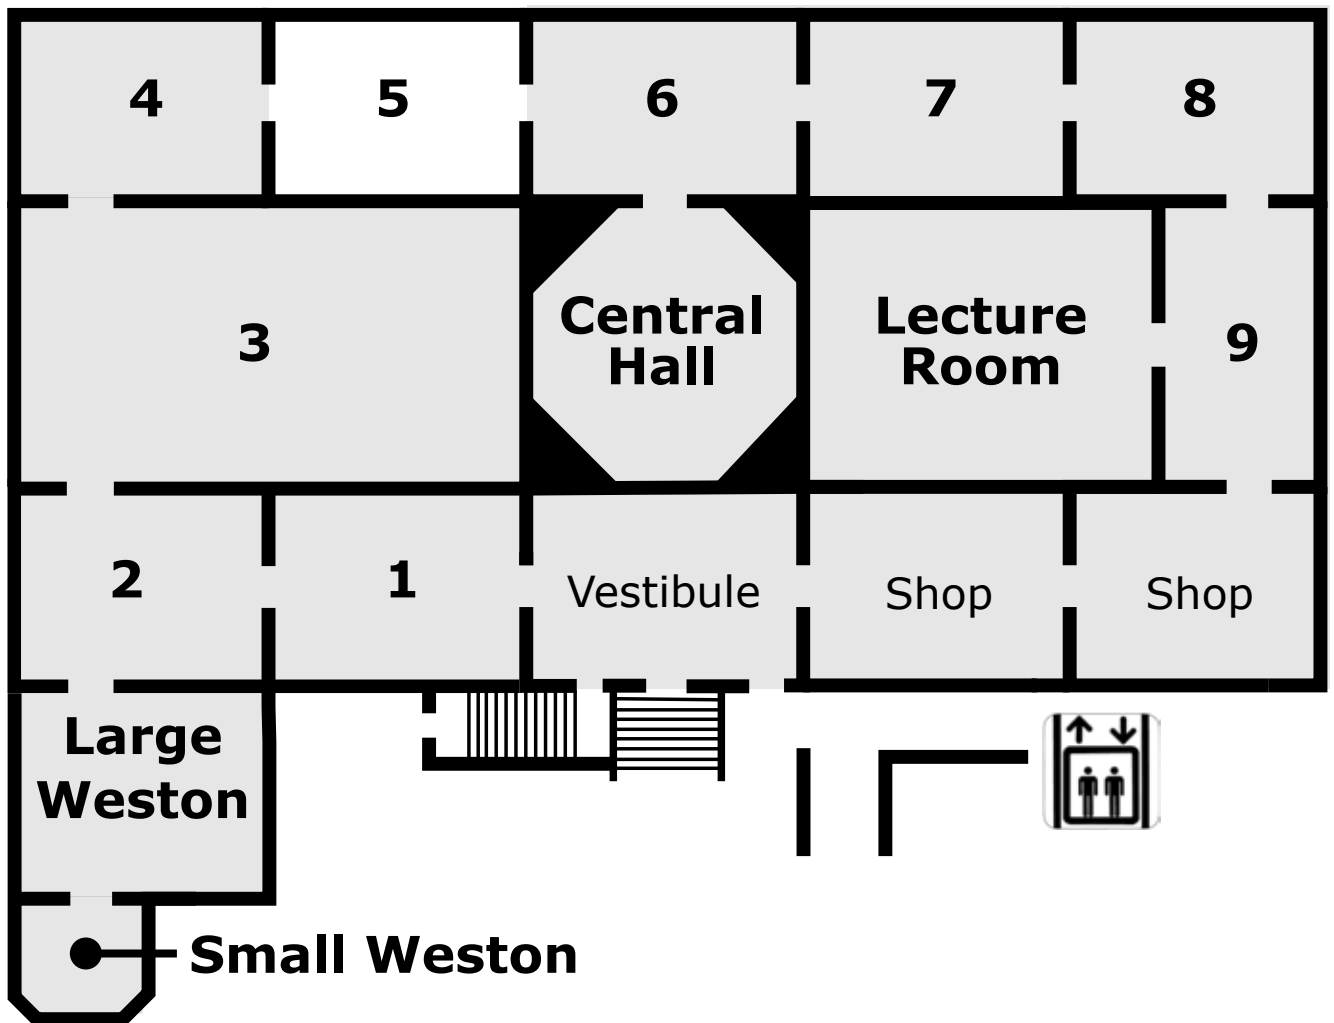 4
5
6
7
8
3
Central
Hall
Lecture
Room
9
2
1
Vestibule
Shop
Shop
Large
Weston
Small Weston